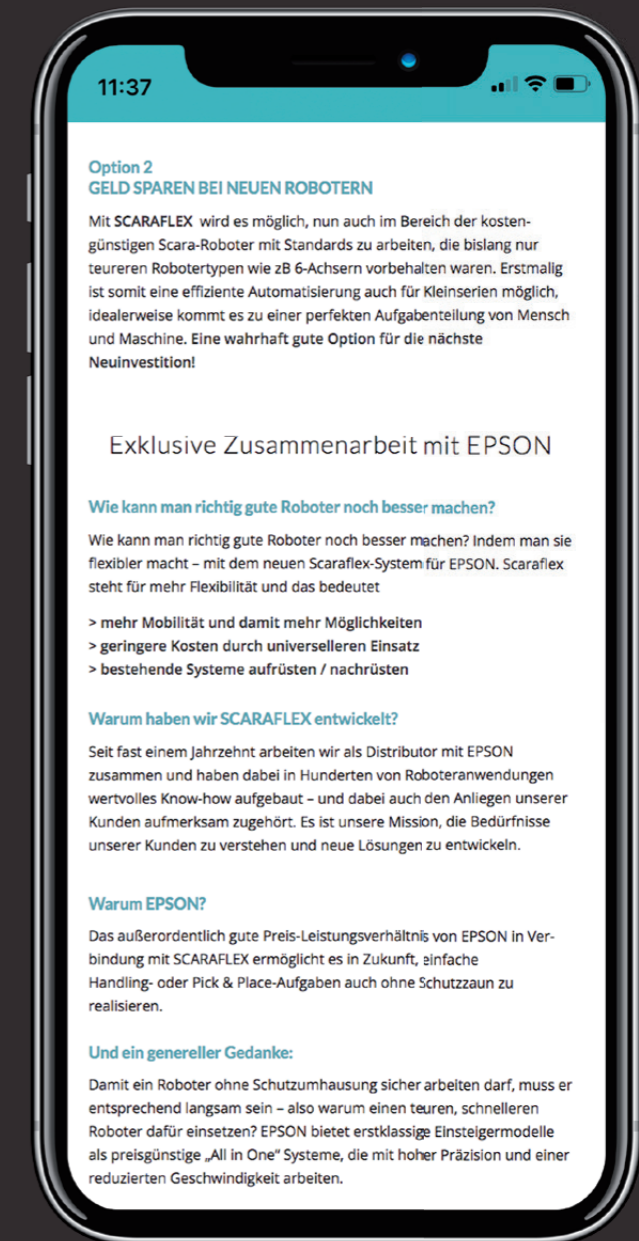 11:37
Option 2
GELD SPAREN BEI NEUEN ROBOTERN
Mit SCARAFLEX wird es möglich, nun auch im Bereich der kosten-
günstigen Scara-Roboter mit Standards zu arbeiten, die bislang nur
teureren Robotertypen wie zB 6-Achsern vorbehalten waren. Erstmalig
ist somit eine effiziente Automatisierung auch für Kleinserien möglich,
idealerweise kommt es zu einer perfekten Aufgabenteilung von Mensch
und Maschine. Eine wahrhaft gute Option für die nächste
Neuinvestition!
Exklusive Zusammenarbeit mit EPSON
Wie kann man richtig gute Roboter noch besser machen?
Wie kann man richtig gute Roboter noch besser machen? Indem man sie
flexibler macht – mit dem neuen Scaraflex-System für EPSON. Scaraflex
steht für mehr Flexibilität und das bedeutet
> mehr Mobilität und damit mehr Möglichkeiten
> geringere Kosten durch universelleren Einsatz
> bestehende Systeme aufrüsten / nachrüsten
Warum haben wir SCARAFLEX entwickelt?
Seit fast einem Jahrzehnt arbeiten wir als Distributor mit EPSON
zusammen und haben dabei in Hunderten von Roboteranwendungen
wertvolles Know-how aufgebaut – und dabei auch den Anliegen unserer
Kunden aufmerksam zugehört. Es ist unsere Mission, die Bedürfnisse
unserer Kunden zu verstehen und neue Lösungen zu entwickeln.
Warum EPSON?
Das außerordentlich gute Preis-Leistungsverhältnis von EPSON in Ver-
bindung mit SCARAFLEX ermöglicht es in Zukunft, einfache
Handling- oder Pick & Place-Aufgaben auch ohne Schutzzaun zu
realisieren.
Und ein genereller Gedanke:
Damit ein Roboter ohne Schutzumhausung sicher arbeiten darf, muss er
entsprechend langsam sein – also warum einen teuren, schnelleren
Roboter dafür einsetzen? EPSON bietet erstklassige Einsteigermodelle
als preisgünstige „All in One“ Systeme, die mit hoher Präzision und einer
reduzierten Geschwindigkeit arbeiten.